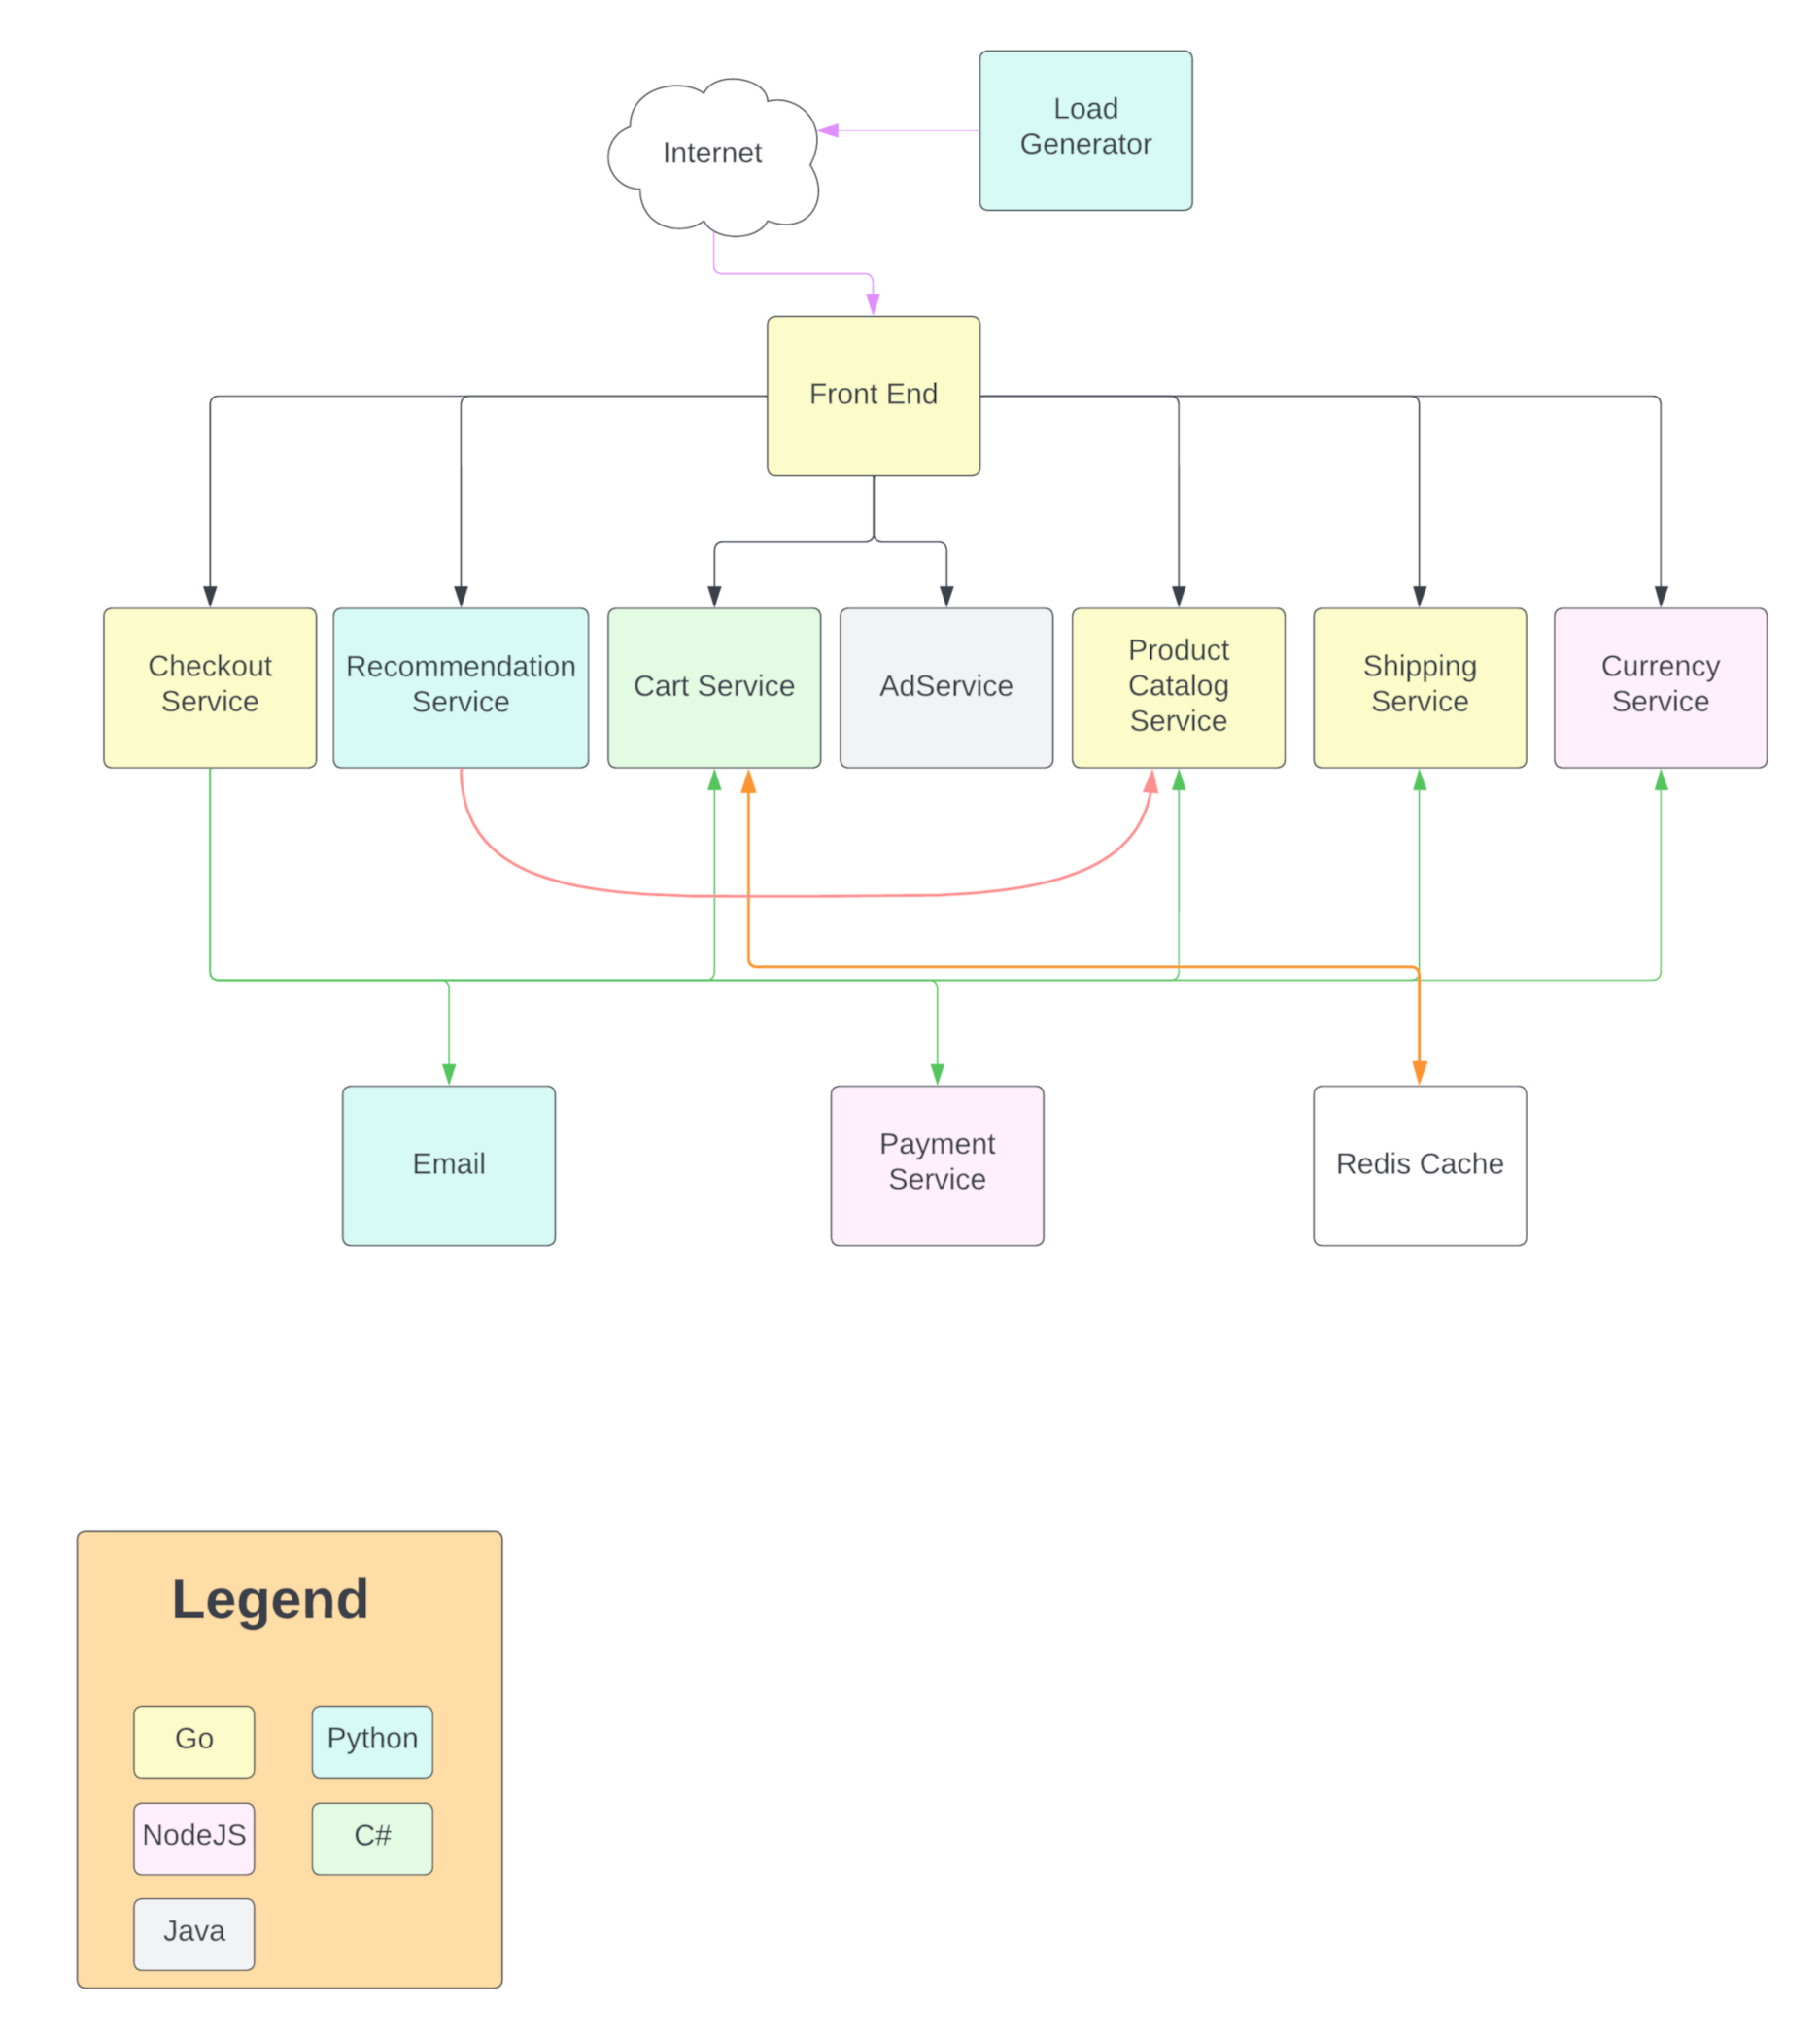 Load
Generator
Internet
Front End
Checkout
Service
Recommendation
Service
Cart Service
AdService
Product
Catalog
Service
Shipping
Service
Currency
Service
Email
Payment
Service
Redis Cache
Legend
Go
Python
NodeJS
C#
Java